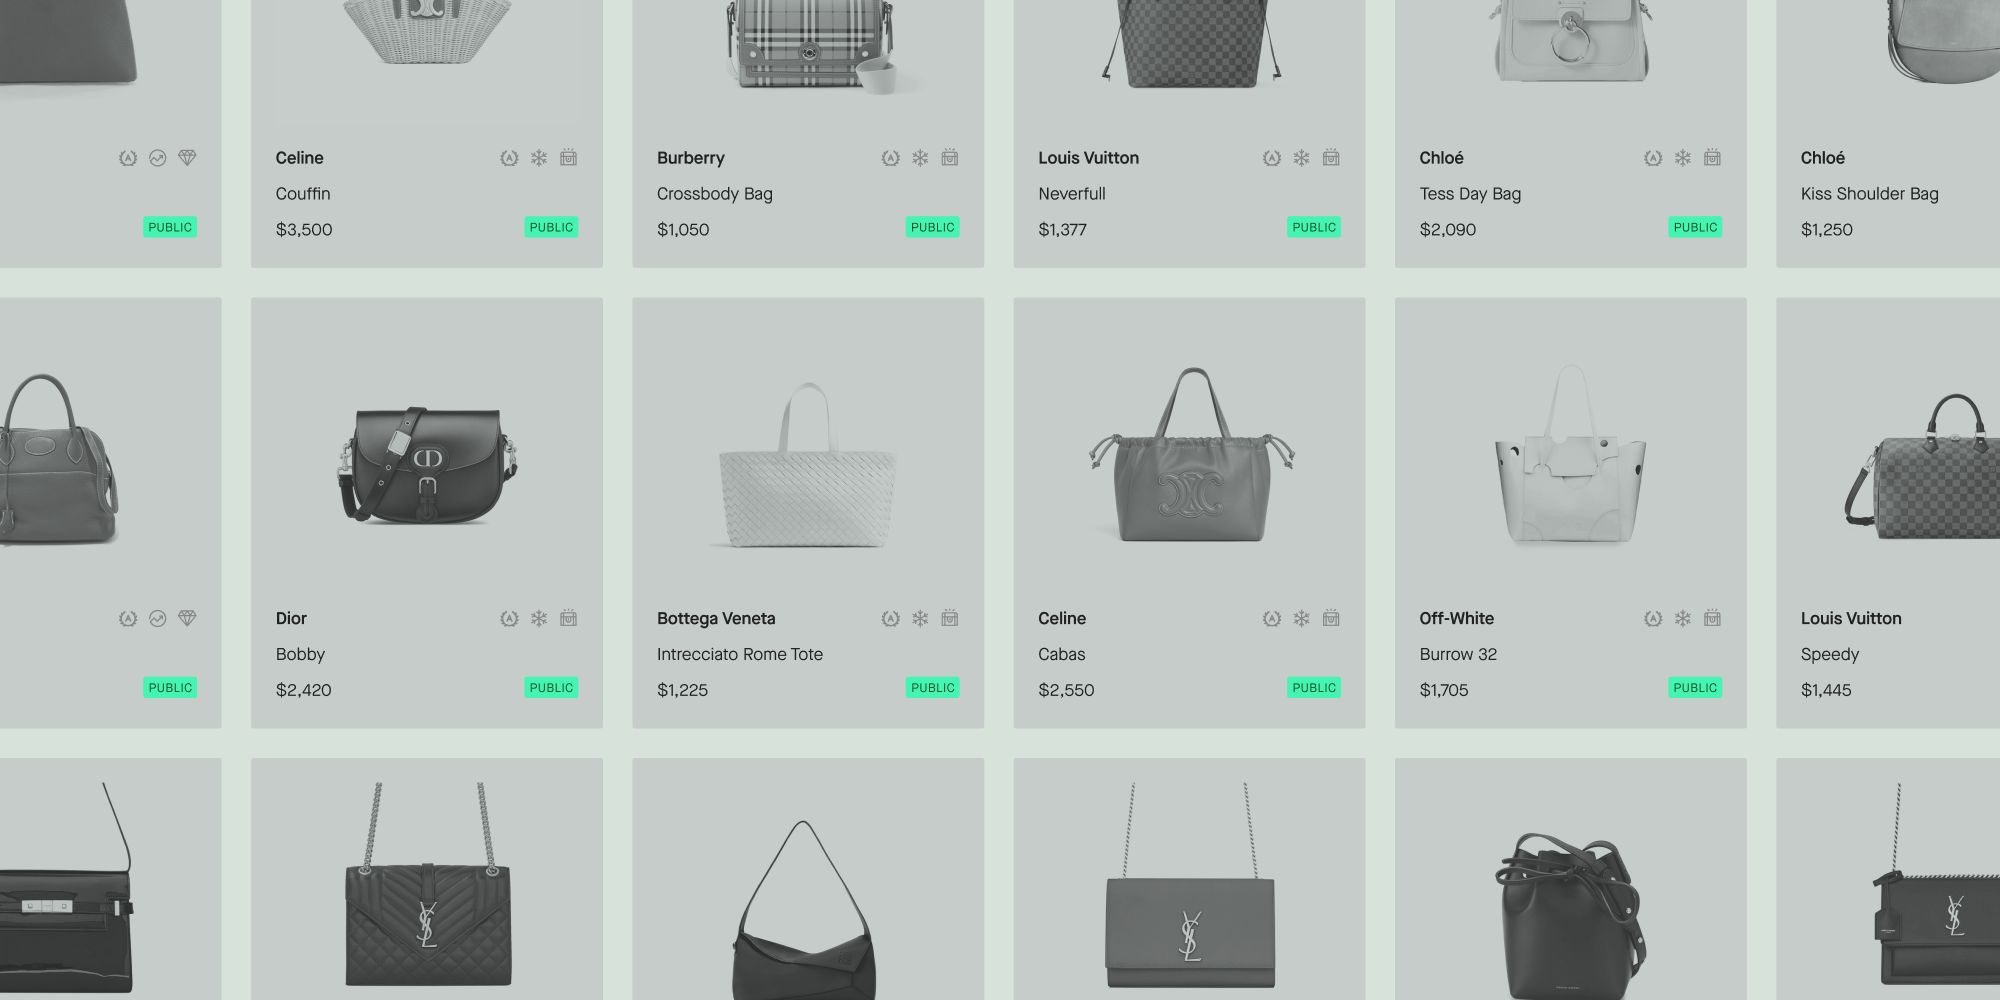 Celine
Couffin
$3,500
PUBLIC
PUBLIC
Burberry
Crossbody Bag
$1,050
PUBLIC
Louis Vuitton
Neverfull
$1,377
PUBLIC
Chloé
Tess Day Bag
$2,090
PUBLIC
Chloé
Kiss Shoulder Bag
$1,250
PUBLIC
Dior
Bobby
$2,420
PUBLIC
Bottega Veneta
Intrecciato Rome Tote
$1,225
PUBLIC
Celine
Cabas
$2,550
PUBLIC
Off-White
Burrow 32
$1,705
PUBLIC
Louis Vuitton
Speedy
$1,445
YSL
YSL
YSL